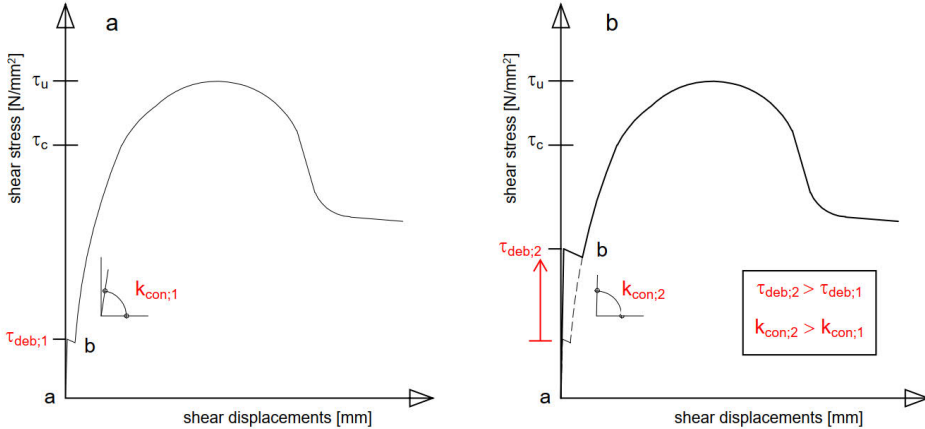 a
shear stress [N/mm²]
τu
τc
kcon;1
τdeb;1
b
a
shear displacements [mm]
b
shear stress [N/mm²]
τu
τc
τdeb;2
b
kcon;2
τdeb;2 > τdeb;1
kcon;2 > kcon;1
a
shear displacements [mm]